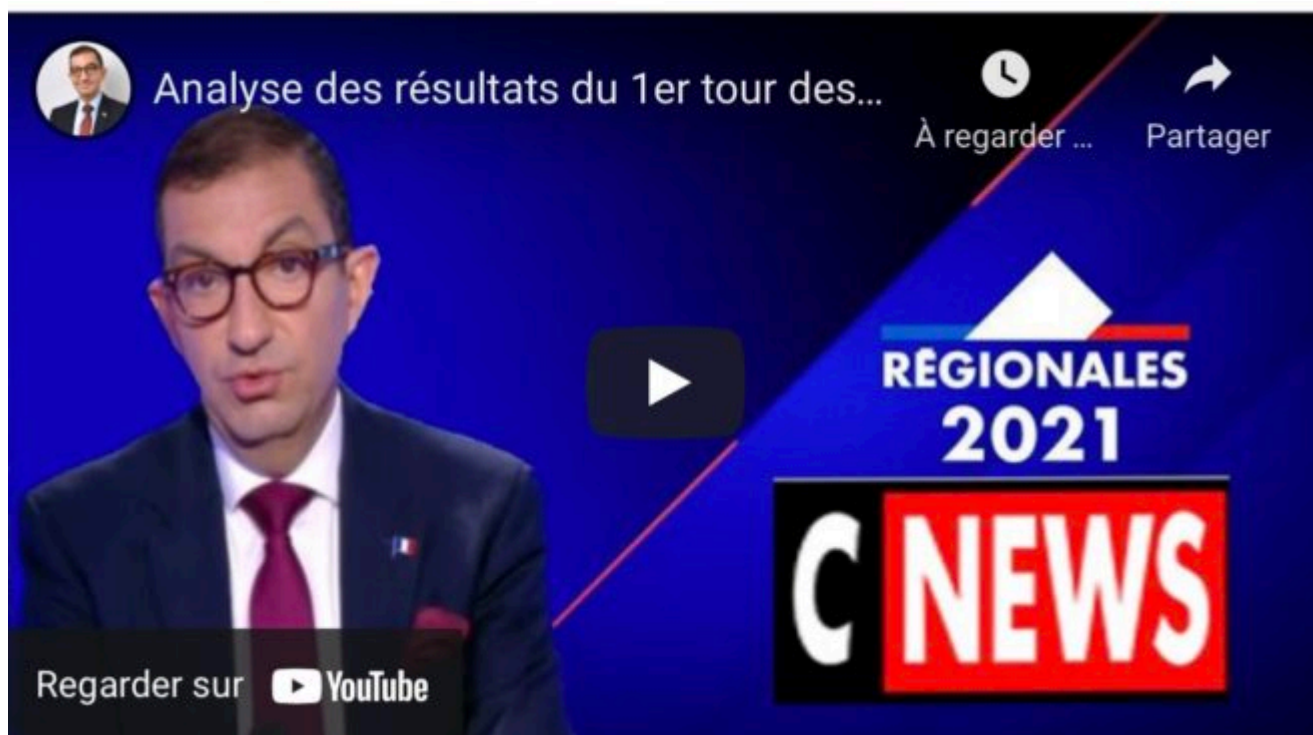 Analyse des résultats du 1er tour des...
À regarder ...
Partager
RÉGIONALES
2021
C NEWS
Regarder sur YouTube